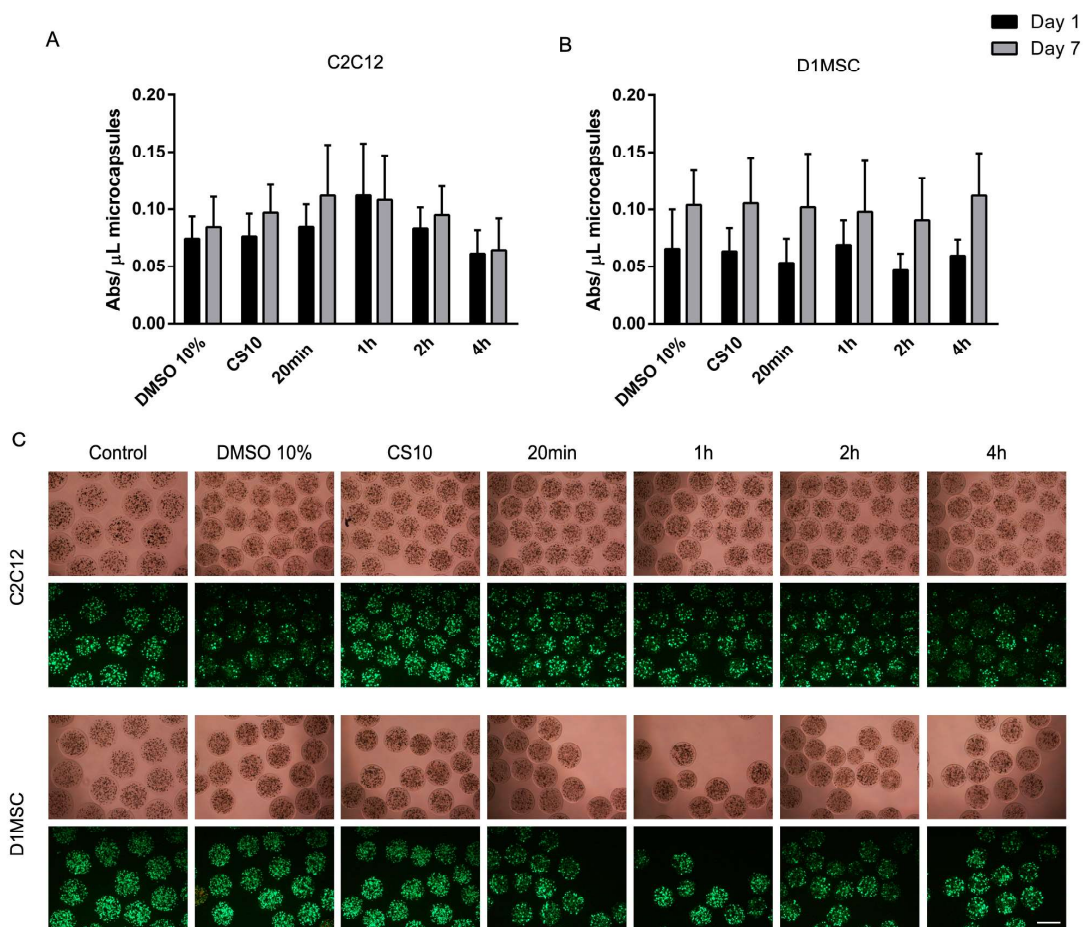 Day 1
Day 7
A
C2C12
Abs/ μL microcapsules
0.20
0.15
0.10
0.05
0.00
DMSO 10%
CS10
20min
1h
2h
4h
B
D1MSC
Abs/ μL microcapsules
0.20
0.15
0.10
0.05
0.00
DMSO 10%
CS10
20min
1h
2h
4h
C
Control DMSO 10% CS10 20min 1h 2h 4h
C2C12
D1MSC